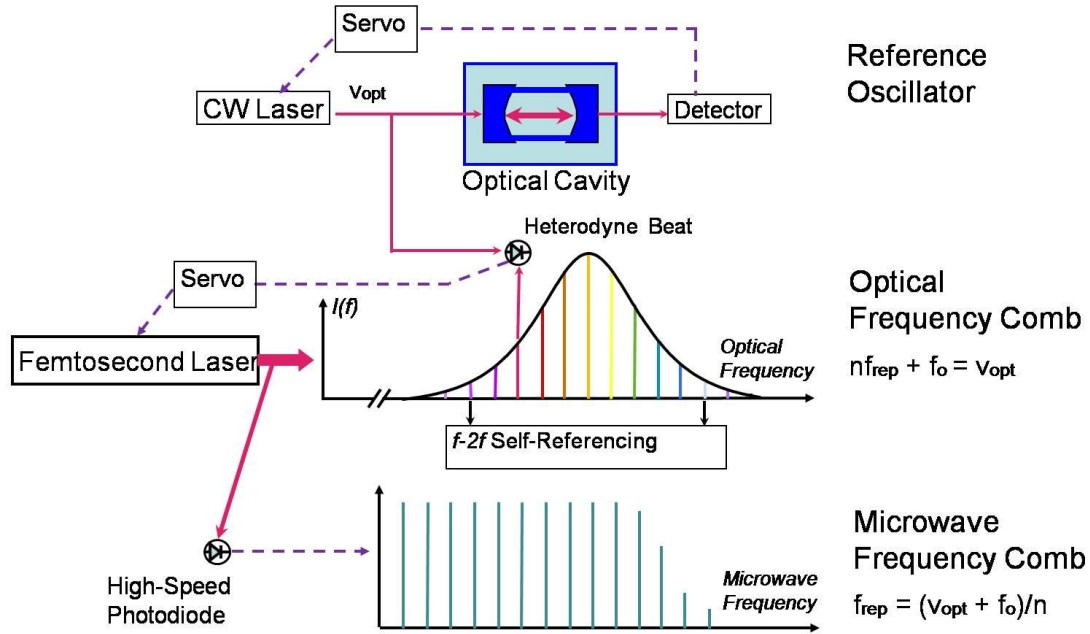 Servo
CW Laser
Vopt
Detector
Optical Cavity
Reference
Oscillator
Heterodyne Beat
Servo
I(f)
Femtosecond Laser
Optical
Frequency
f-2f Self-Referencing
Optical
Frequency Comb
nfrep + fo = Vopt
High-Speed
Photodiode
Microwave
Frequency
Microwave
Frequency Comb
frep = (Vopt + fo)/n